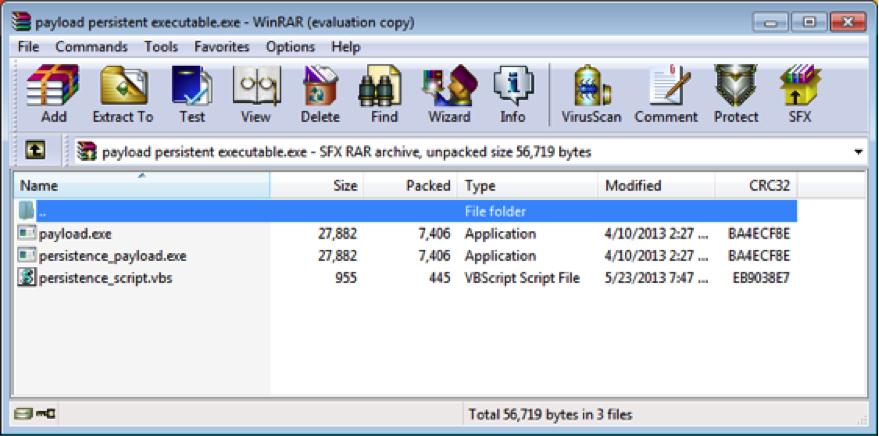 payload persistent executable.exe - WinRAR (evaluation copy)
File Commands Tools Favorites Options Help
Add Extract To Test View Delete Find Wizard Info VirusScan Comment Protect SFX
payload persistent executable.exe - SFX RAR archive, unpacked size 56,719 bytes
Name Size Packed Type Modified CRC32
.. File folder
payload.exe 27,882 7,406 Application 4/10/2013 2:27 ... BA4ECF8E
persistence_payload.exe 27,882 7,406 Application 4/10/2013 2:27 ... BA4ECF8E
persistence_script.vbs 955 445 VBScript Script File 5/23/2013 7:47 ... EB9038E7
Total 56,719 bytes in 3 files